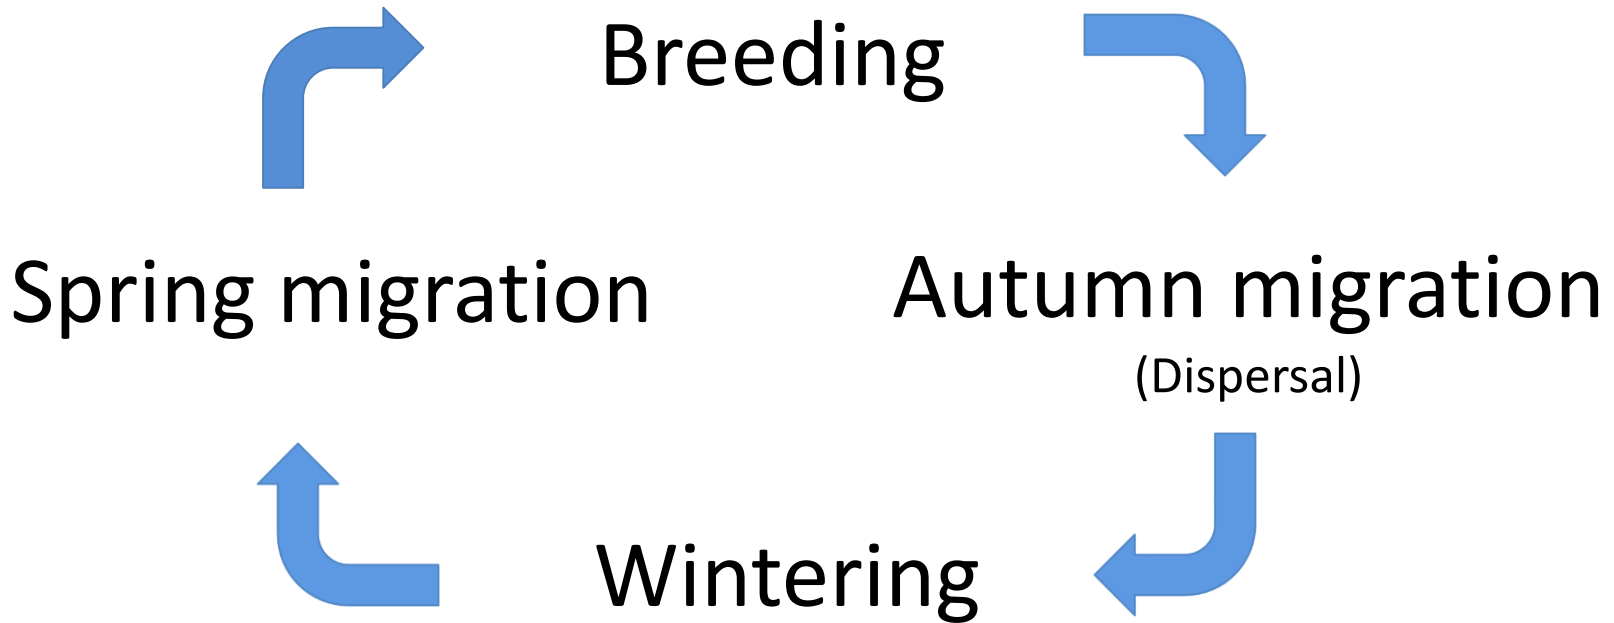 Breeding
Spring migration
Autumn migration
(Dispersal)
Wintering